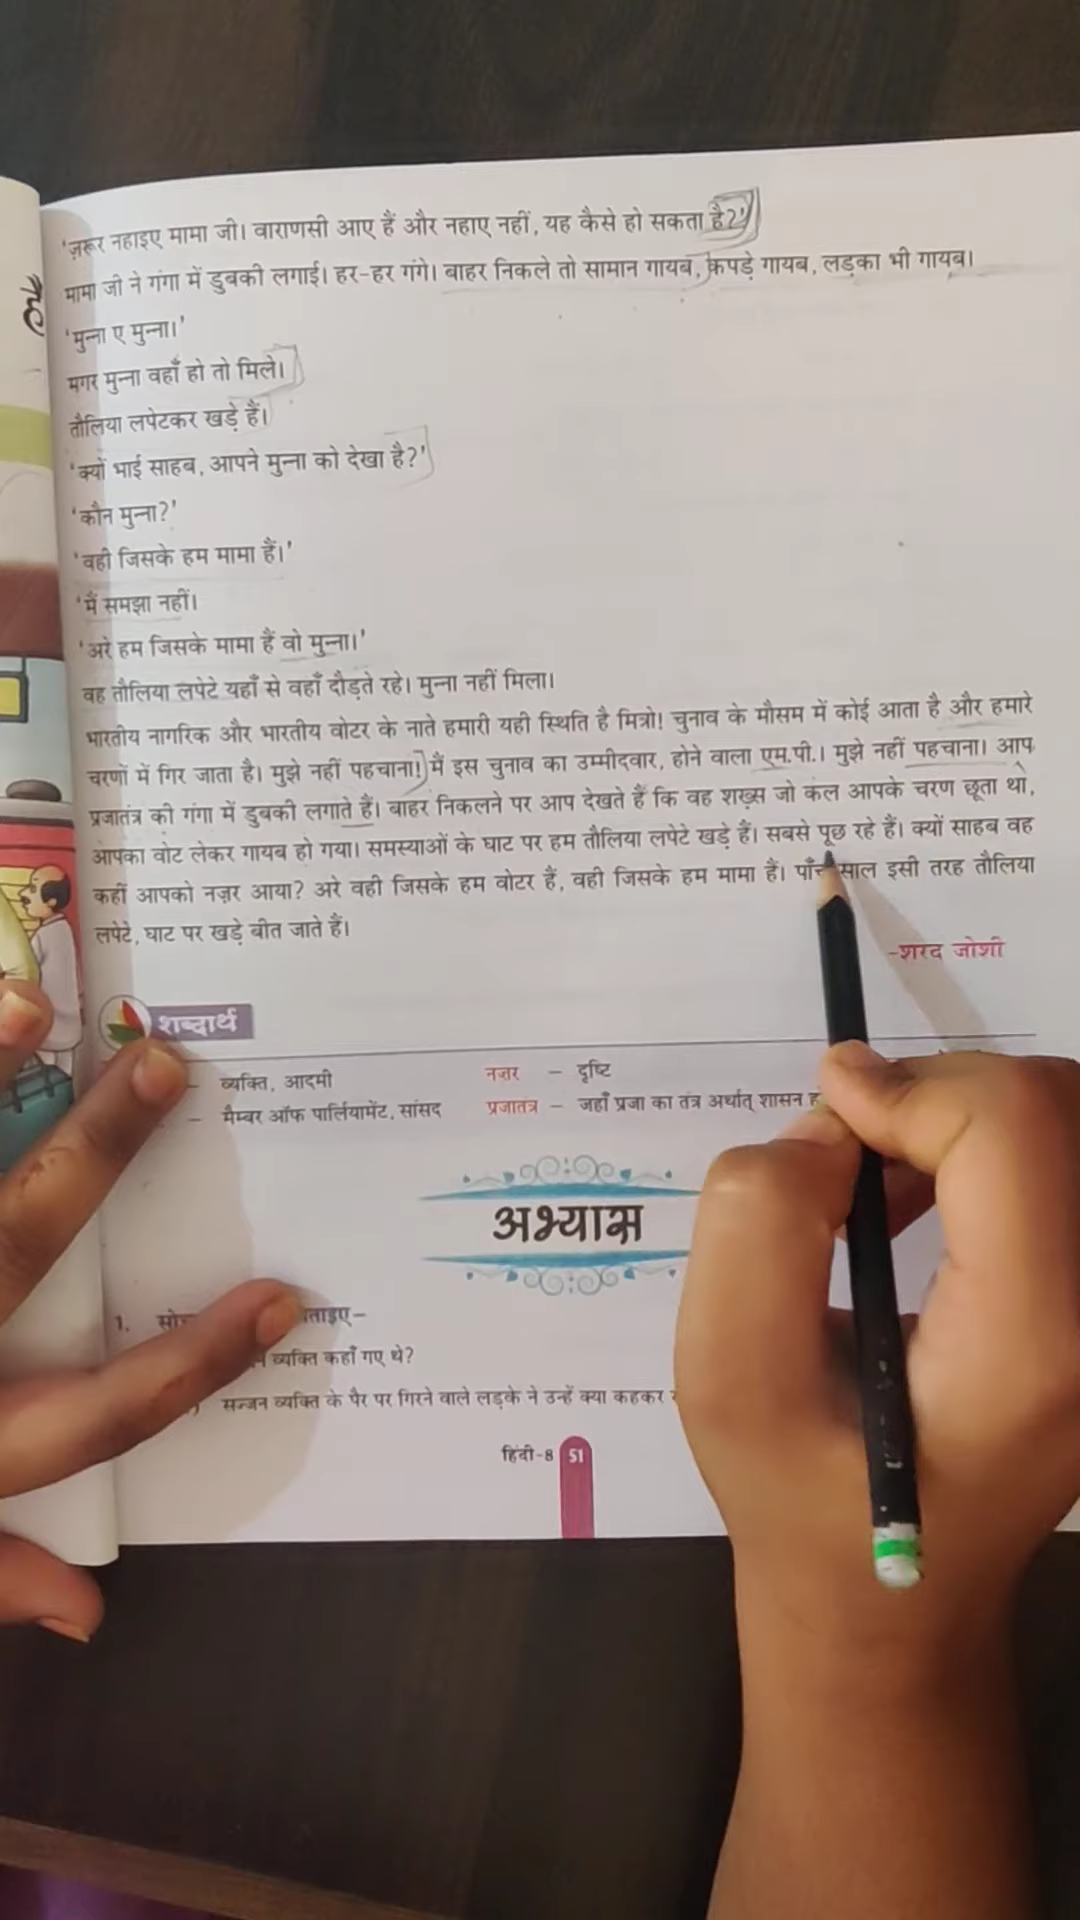 है
'ज़रूर नहाइए मामा जी। वाराणसी आए हैं और नहाए नहीं, यह कैसे हो सकता है?'
मामा जी ने गंगा में डुबकी लगाई। हर-हर गंगे। बाहर निकले तो सामान गायब, कपड़े गायब, लड़का भी गायब।
'मुन्ना ए मुन्ना।'
मगर मुन्ना वहाँ हो तो मिले।
तौलिया लपेटकर खड़े हैं।
'क्यों भाई साहब, आपने मुन्ना को देखा है?'
'कौन मुन्ना?'
'वही जिसके हम मामा हैं।'
'मैं समझा नहीं।
'अरे हम जिसके मामा हैं वो मुन्ना।'
वह तौलिया लपेटे यहाँ से वहाँ दौड़ते रहे। मुन्ना नहीं मिला।
भारतीय नागरिक और भारतीय वोटर के नाते हमारी यही स्थिति है मित्रो! चुनाव के मौसम में कोई आता है और हमारे
चरणों में गिर जाता है। मुझे नहीं पहचाना! मैं इस चुनाव का उम्मीदवार, होने वाला एम.पी.। मुझे नहीं पहचाना। आप
प्रजातंत्र की गंगा में डुबकी लगाते हैं। बाहर निकलने पर आप देखते हैं कि वह शख़्स जो कल आपके चरण छूता था,
आपका वोट लेकर गायब हो गया। समस्याओं के घाट पर हम तौलिया लपेटे खड़े हैं। सबसे पूछ रहे हैं। क्यों साहब वह
कहीं आपको नज़र आया? अरे वही जिसके हम वोटर हैं, वही जिसके हम मामा हैं। पाँच साल इसी तरह तौलिया
लपेटे, घाट पर खड़े बीत जाते हैं।
-शरद जोशी
शब्दार्थ
– व्यक्ति, आदमी नज़र – दृष्टि
– मैम्बर ऑफ पार्लियामेंट, सांसद प्रजातंत्र – जहाँ प्रजा का तंत्र अर्थात् शासन
अभ्यास
1.
व्यक्ति कहाँ गए थे?
सज्जन व्यक्ति के पैर पर गिरने वाले लड़के ने उन्हें क्या कहकर
हिंदी-8 51